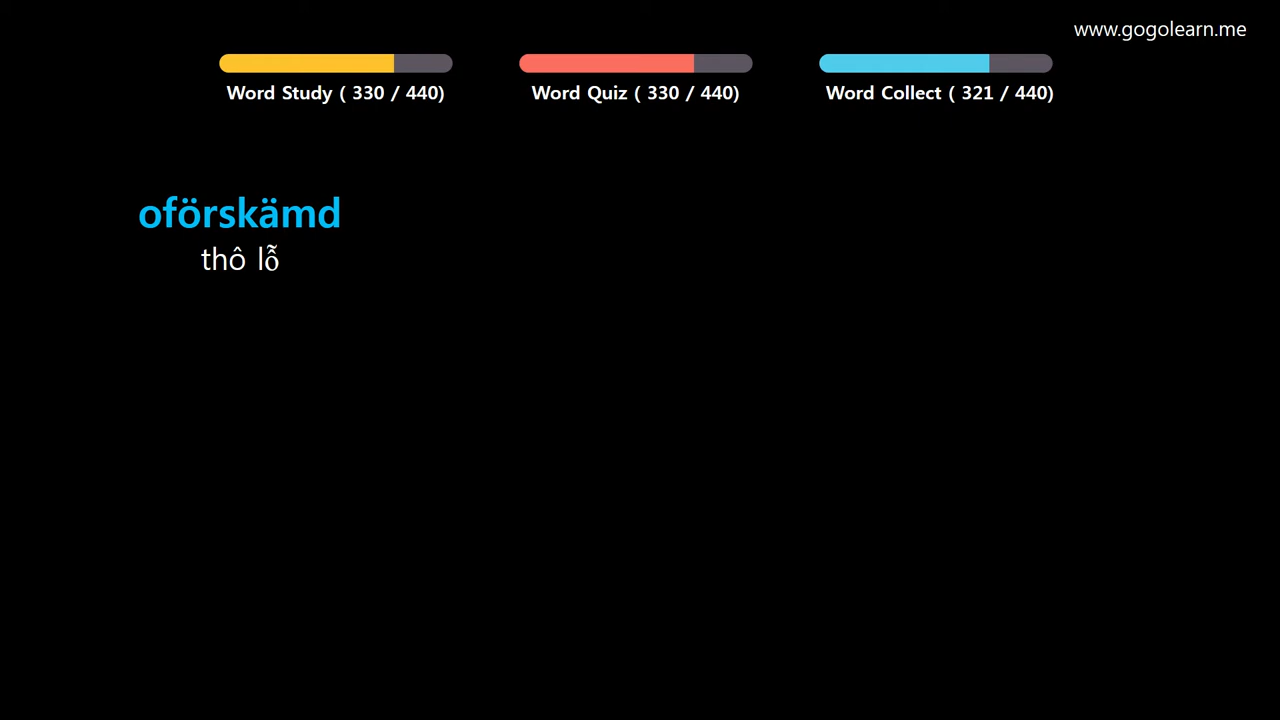 www.gogolearn.me
Word Study ( 330 / 440)
Word Quiz ( 330 / 440)
Word Collect ( 321 / 440)
oförskämd
thô lỗ